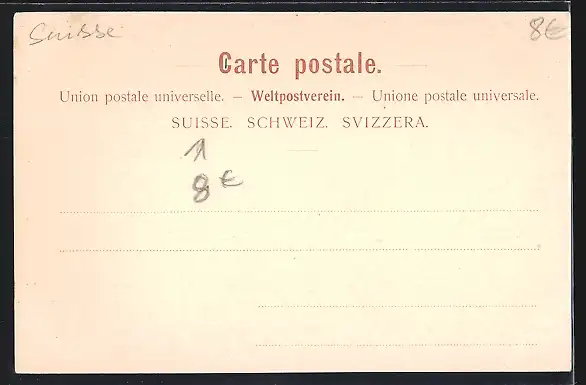 Suisse 8€
Carte postale.
Union postale universelle. — Weltpostverein. — Unione postale universale.
SUISSE. SCHWEIZ. SVIZZERA.
1
8€